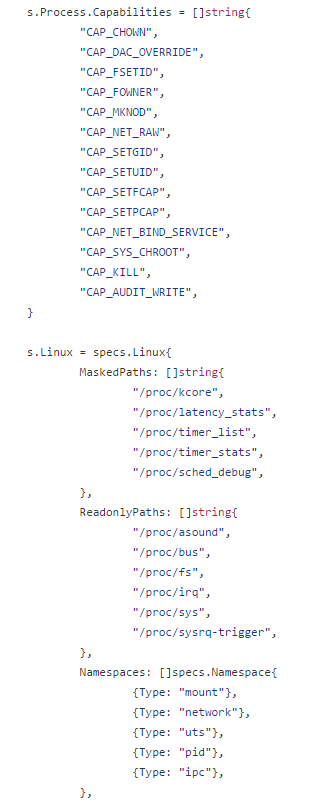 s.Process.Capabilities = []string{
"CAP_CHOWN",
"CAP_DAC_OVERRIDE",
"CAP_FSETID",
"CAP_FOWNER",
"CAP_MKNOD",
"CAP_NET_RAW",
"CAP_SETGID",
"CAP_SETUID",
"CAP_SETFCAP",
"CAP_SETPCAP",
"CAP_NET_BIND_SERVICE",
"CAP_SYS_CHROOT",
"CAP_KILL",
"CAP_AUDIT_WRITE",
}
s.Linux = specs.Linux{
MaskedPaths: []string{
"/proc/kcore",
"/proc/latency_stats",
"/proc/timer_list",
"/proc/timer_stats",
"/proc/sched_debug",
},
ReadonlyPaths: []string{
"/proc/asound",
"/proc/bus",
"/proc/fs",
"/proc/irq",
"/proc/sys",
"/proc/sysrq-trigger",
},
Namespaces: []specs.Namespace{
{Type: "mount"},
{Type: "network"},
{Type: "uts"},
{Type: "pid"},
{Type: "ipc"},
},